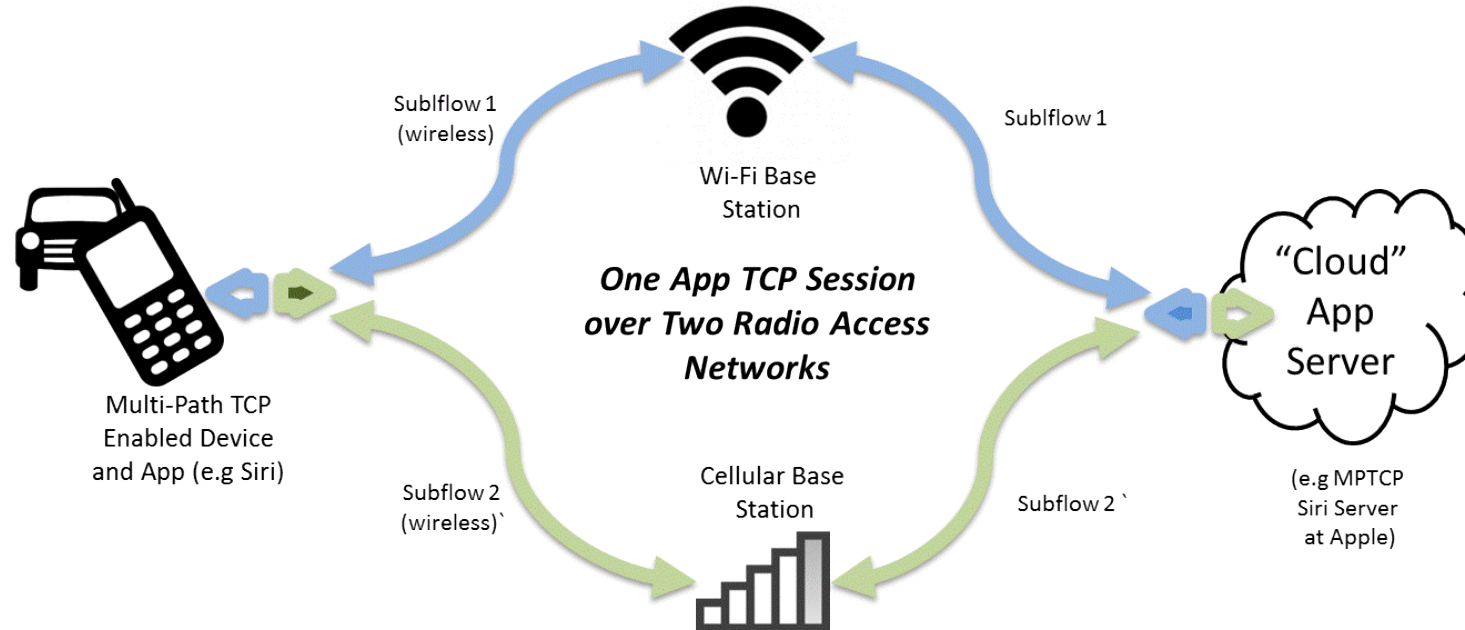 Sublflow 1
(wireless)
Sublflow 1
Wi-Fi Base
Station
One App TCP Session
over Two Radio Access
Networks
“Cloud”
App
Server
Multi-Path TCP
Enabled Device
and App (e.g Siri)
Subflow 2
(wireless)`
Cellular Base
Station
Subflow 2 `
(e.g MPTCP
Siri Server
at Apple)